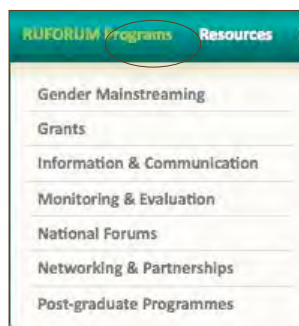 RUFORUM Programs Resources
Gender Mainstreaming
Grants
Information & Communication
Monitoring & Evaluation
National Forums
Networking & Partnerships
Post-graduate Programmes